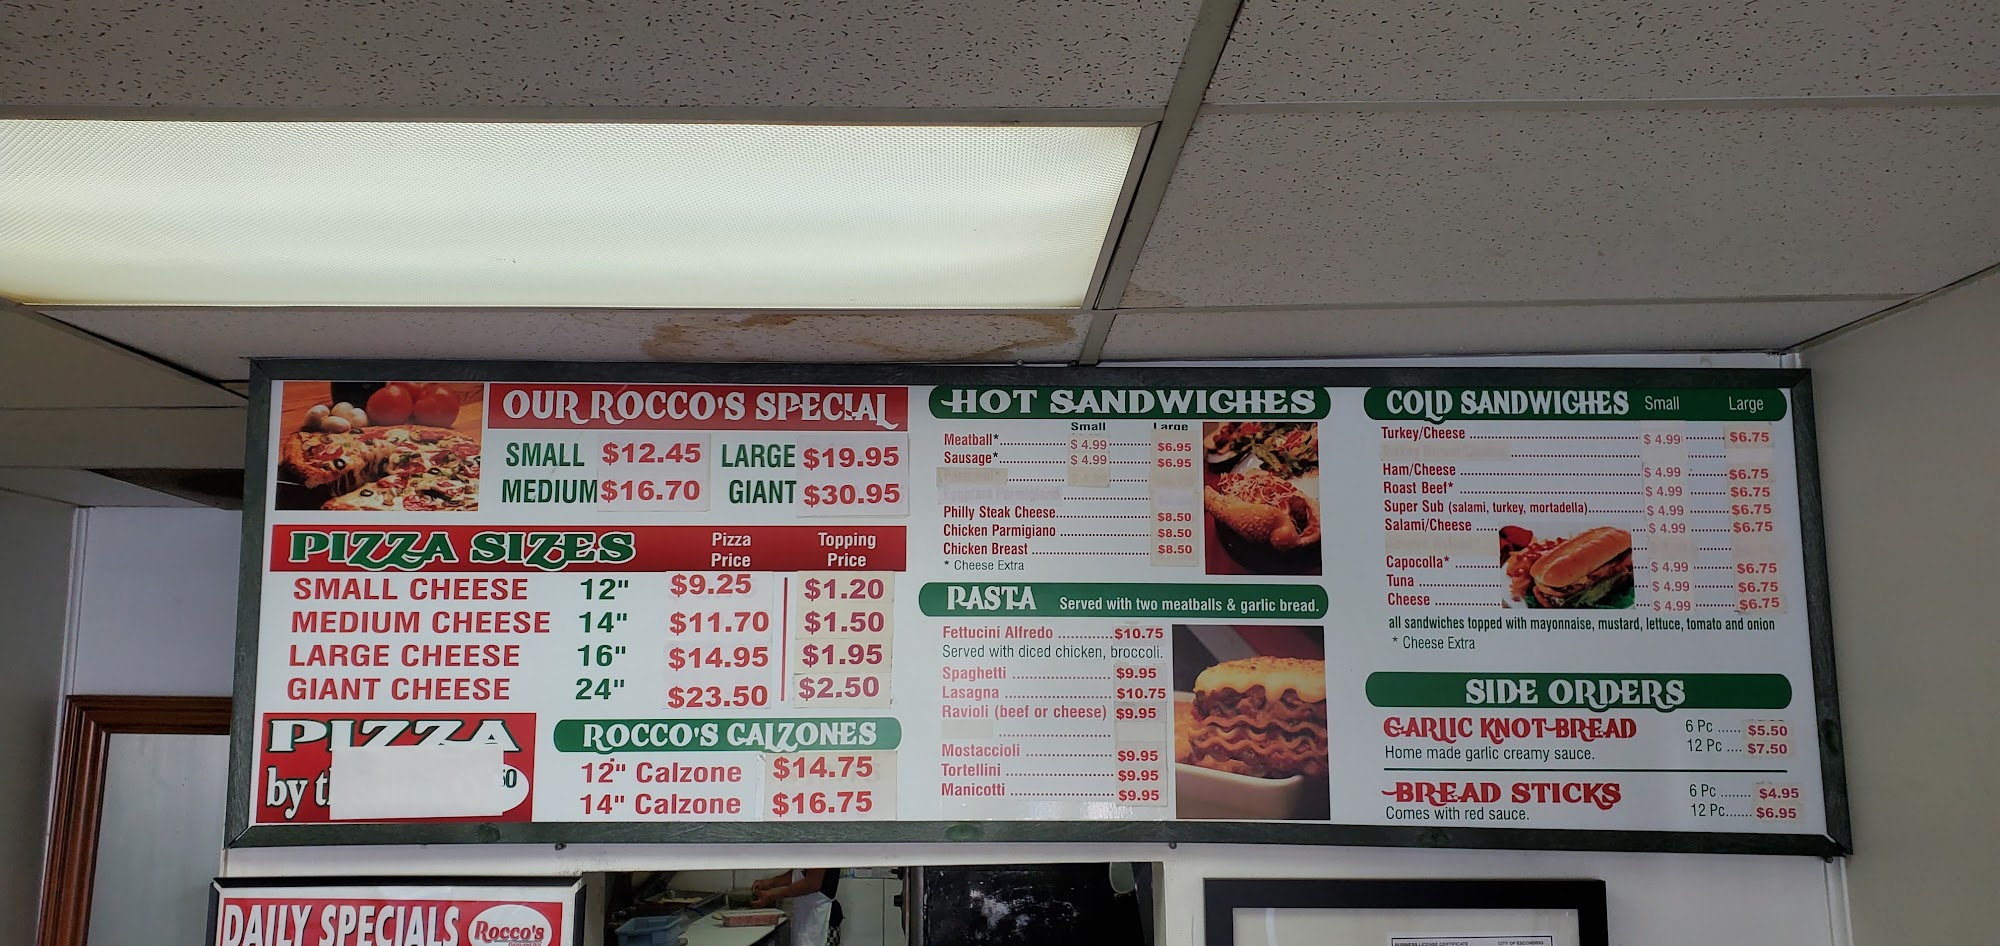 OUR ROCCO'S SPECIAL
SMALL $12.45 LARGE $19.95
MEDIUM $16.70 GIANT $30.95
PIZZA SIZES Pizza Price Topping Price
SMALL CHEESE 12" $9.25 $1.20
MEDIUM CHEESE 14" $11.70 $1.50
LARGE CHEESE 16" $14.95 $1.95
GIANT CHEESE 24" $23.50 $2.50
PIZZA
by
ROCCO'S CALZONES
12" Calzone $14.75
14" Calzone $16.75
HOT SANDWICHES
Small Large
Meatball* $ 4.99 $6.95
Sausage* $ 4.99 $6.95
Eggplant Parmigiano
Philly Steak Cheese $8.50
Chicken Parmigiano $8.50
Chicken Breast $8.50
* Cheese Extra
PASTA Served with two meatballs & garlic bread.
Fettucini Alfredo $10.75
Served with diced chicken, broccoli.
Spaghetti $9.95
Lasagna $10.75
Ravioli (beef or cheese) $9.95
Mostaccioli $9.95
Tortellini $9.95
Manicotti $9.95
COLD SANDWICHES Small Large
Turkey/Cheese $ 4.99 $6.75
Ham/Cheese $ 4.99 $6.75
Roast Beef* $ 4.99 $6.75
Super Sub (salami, turkey, mortadella) $ 4.99 $6.75
Salami/Cheese $ 4.99 $6.75
Capocolla* $ 4.99 $6.75
Tuna $ 4.99 $6.75
Cheese $ 4.99 $6.75
all sandwiches topped with mayonnaise, mustard, lettuce, tomato and onion
* Cheese Extra
SIDE ORDERS
GARLIC KNOT-BREAD 6 Pc $5.50
Home made garlic creamy sauce. 12 Pc $7.50
BREAD STICKS 6 Pc $4.95
Comes with red sauce. 12 Pc $6.95
DAILY SPECIALS Rocco's
BUSINESS LICENSE CERTIFICATE CITY OF ESCONDIDO